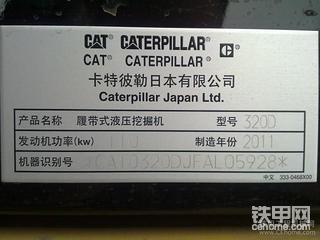 CAT CATERPILLAR
CAT CATERPILLAR
卡特彼勒日本有限公司
Caterpillar Japan Ltd.
产品名称 履带式液压挖掘机 型号 320D
发动机功率(kw) 制造年份 2011
机器识别号 *CAT0320DJFAL05928*
中文 333-0468X00
铁甲网